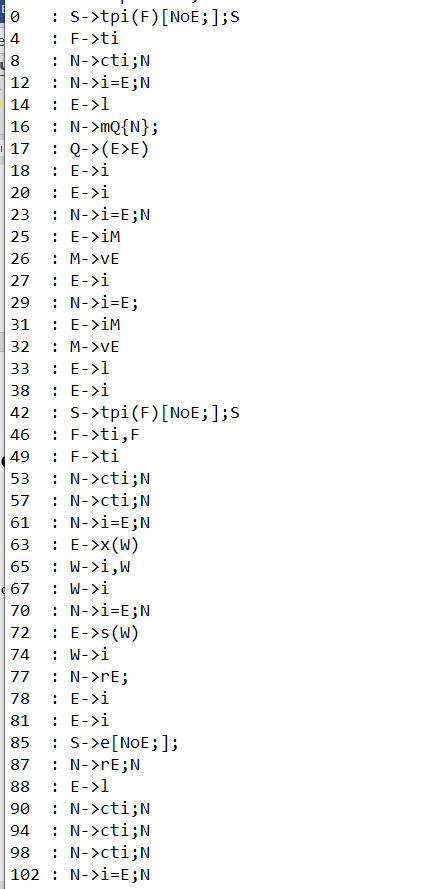 0 : S->tpi(F)[NoE;];S
4 : F->ti
8 : N->cti;N
12 : N->i=E;N
14 : E->l
16 : N->mQ{N};
17 : Q->(E>E)
18 : E->i
20 : E->i
23 : N->i=E;N
25 : E->iM
26 : M->vE
27 : E->i
29 : N->i=E;
31 : E->iM
32 : M->vE
33 : E->l
38 : E->i
42 : S->tpi(F)[NoE;];S
46 : F->ti,F
49 : F->ti
53 : N->cti;N
57 : N->cti;N
61 : N->i=E;N
63 : E->x(W)
65 : W->i,W
67 : W->i
70 : N->i=E;N
72 : E->s(W)
74 : W->i
77 : N->rE;
78 : E->i
81 : E->i
85 : S->e[NoE;];
87 : N->rE;N
88 : E->l
90 : N->cti;N
94 : N->cti;N
98 : N->cti;N
102 : N->i=E;N